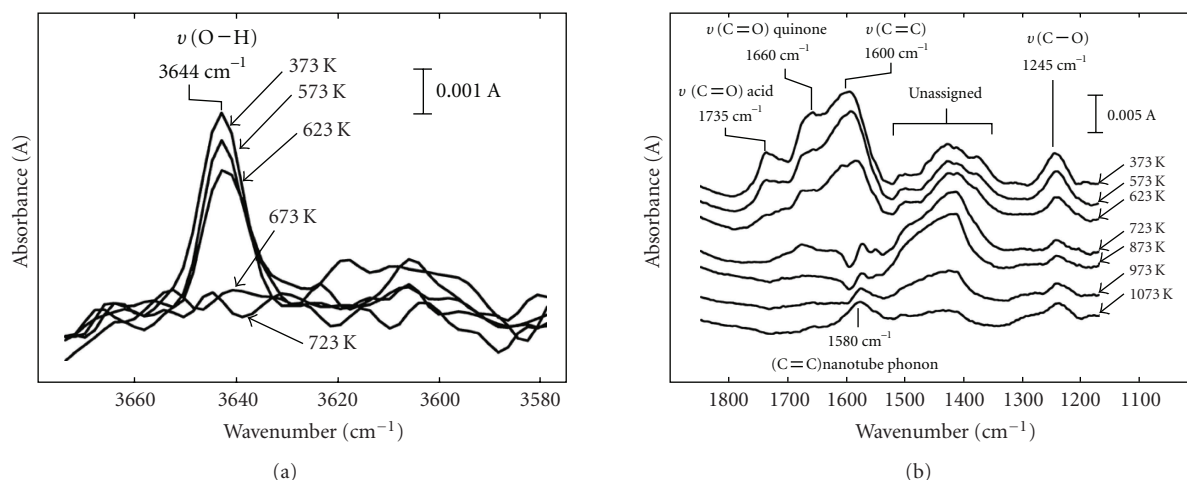 υ(O−H)
3644 cm⁻¹
373 K
573 K
623 K
0.001 A
673 K
723 K
Absorbance (A)
3660 3640 3620 3600 3580
Wavenumber (cm⁻¹)
(a)
υ(C=O) quinone
1660 cm⁻¹
υ(C=C)
1600 cm⁻¹
υ(C−O)
1245 cm⁻¹
υ (C=O) acid
1735 cm⁻¹
Unassigned
0.005 A
373 K
573 K
623 K
723 K
873 K
973 K
1073 K
1580 cm⁻¹
(C=C)nanotube phonon
Absorbance (A)
1800 1700 1600 1500 1400 1300 1200 1100
Wavenumber (cm⁻¹)
(b)